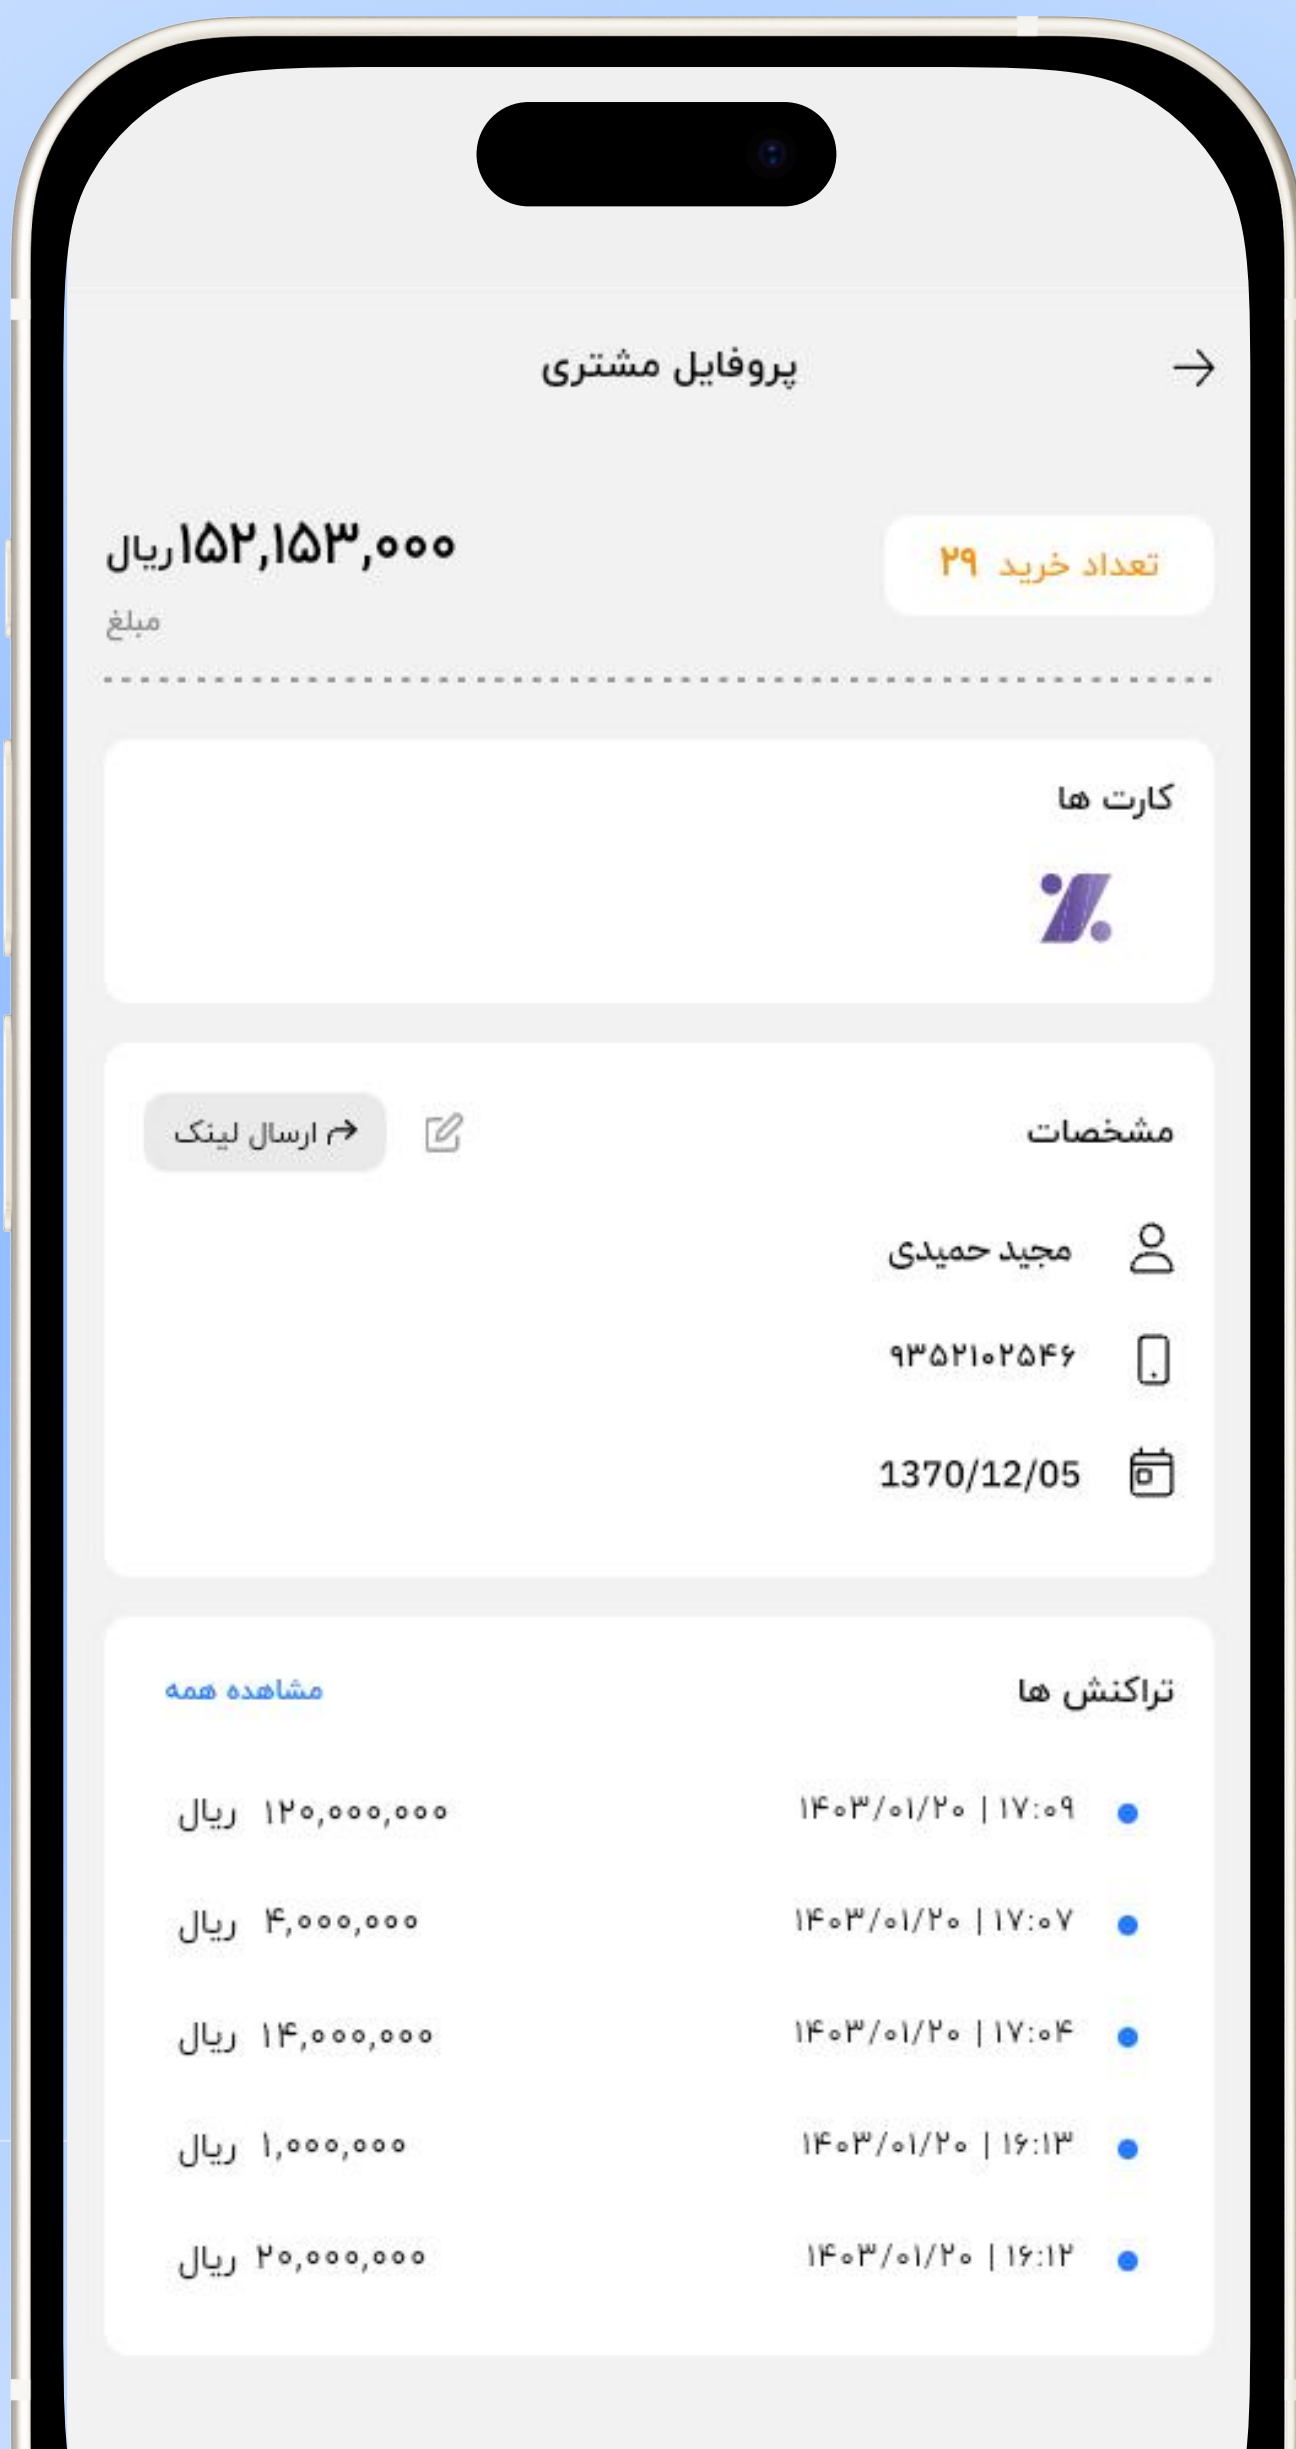 پروفایل مشتری
تعداد خرید ۲۹
۱۵۲,۱۵۳,۰۰۰ ریال
مبلغ
کارت ها
مشخصات
ارسال لینک
مجید حمیدی
۹۳۵۲۱۰۲۵۴۶
1370/12/05
تراکنش ها
مشاهده همه
۱۴۰۳/۰۱/۲۰ | ۱۷:۰۹ ۱۲۰,۰۰۰,۰۰۰ ریال
۱۴۰۳/۰۱/۲۰ | ۱۷:۰۷ ۴,۰۰۰,۰۰۰ ریال
۱۴۰۳/۰۱/۲۰ | ۱۷:۰۴ ۱۴,۰۰۰,۰۰۰ ریال
۱۴۰۳/۰۱/۲۰ | ۱۶:۱۳ ۱,۰۰۰,۰۰۰ ریال
۱۴۰۳/۰۱/۲۰ | ۱۶:۱۲ ۲۰,۰۰۰,۰۰۰ ریال